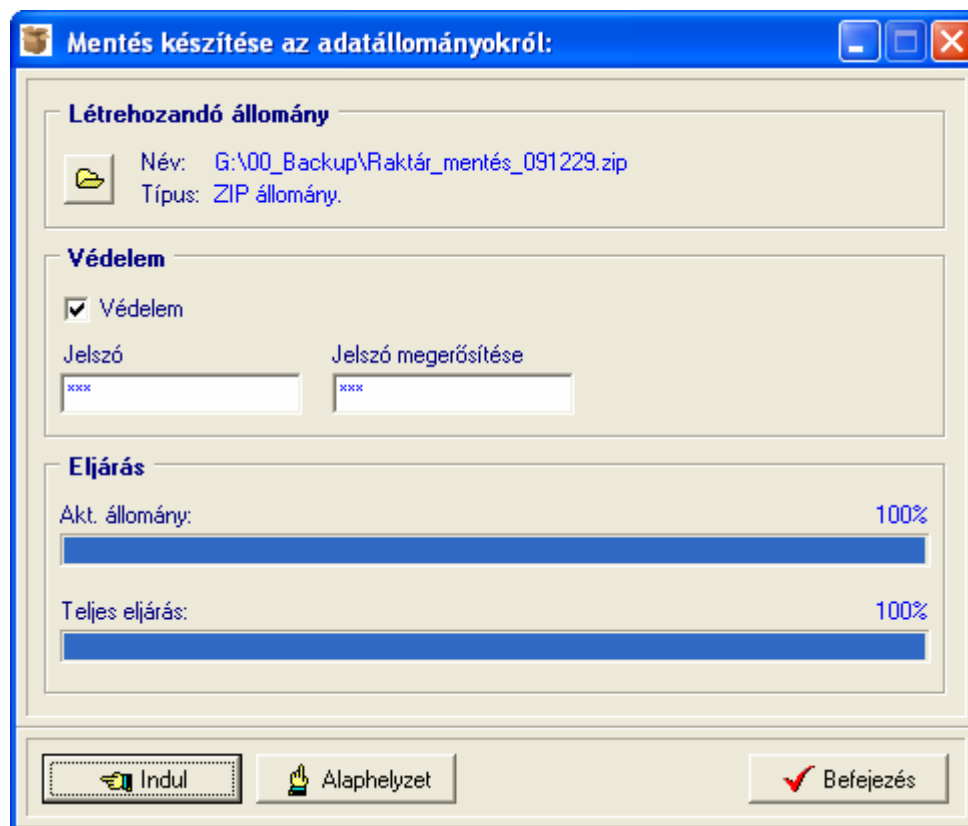 Mentés készítése az adatállományokról:
Létrehozandó állomány
Név: G:\00_Backup\Raktár_mentés_091229.zip
Típus: ZIP állomány.
Védelem
Védelem
Jelszó Jelszó megerősítése
*** ***
Eljárás
Akt. állomány: 100%
Teljes eljárás: 100%
Indul Alaphelyzet Befejezés